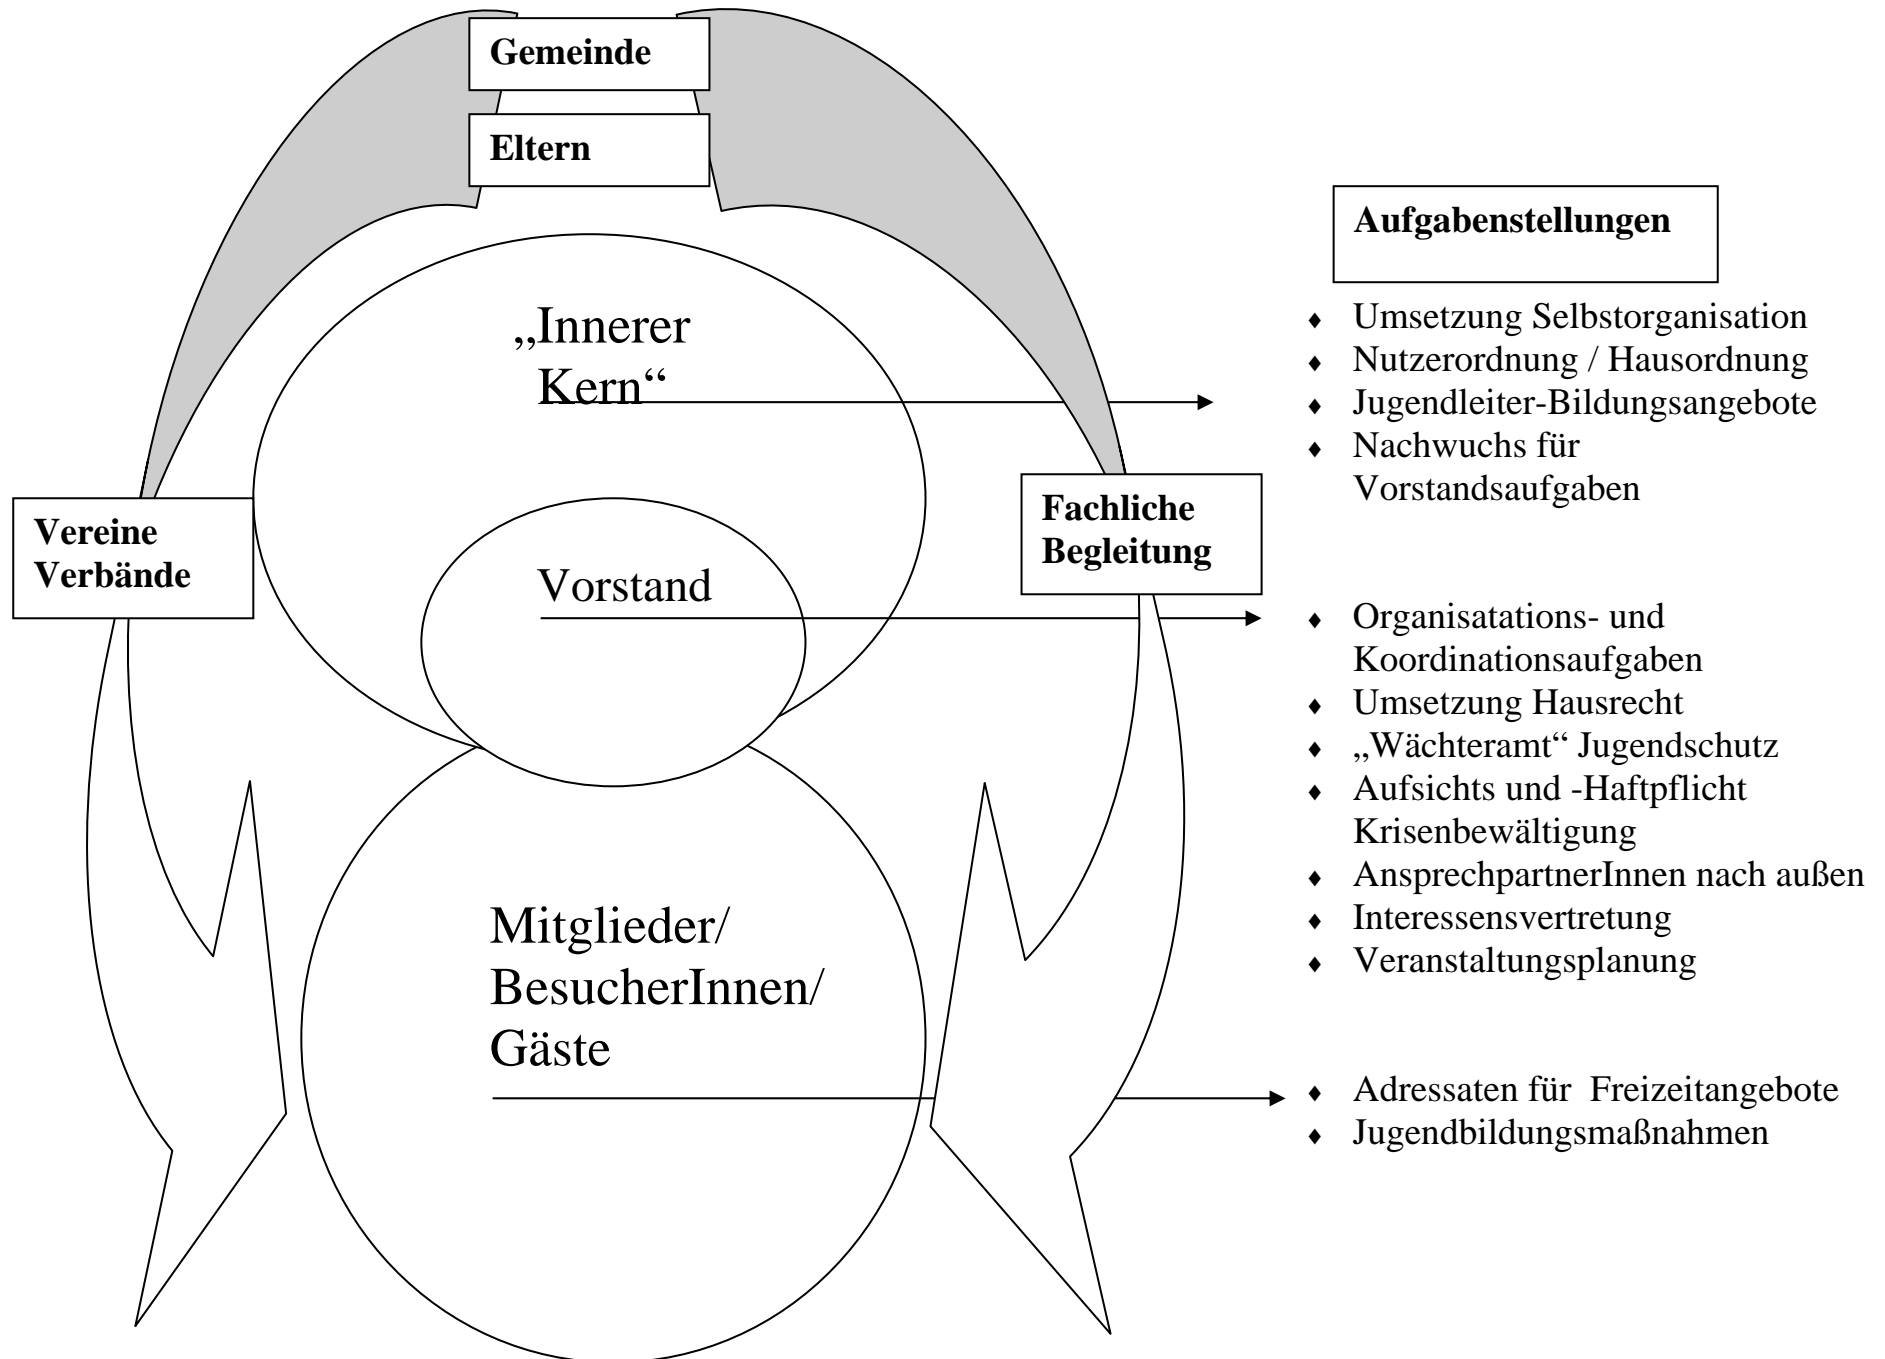 Gemeinde
Eltern
„Innerer
Kern“
Vereine
Verbände
Vorstand
Fachliche
Begleitung
Mitglieder/
BesucherInnen/
Gäste
Aufgabenstellungen
♦ Umsetzung Selbstorganisation
♦ Nutzerordnung / Hausordnung
♦ Jugendleiter-Bildungsangebote
♦ Nachwuchs für
Vorstandsaufgaben
♦ Organisatations- und
Koordinationsaufgaben
♦ Umsetzung Hausrecht
♦ „Wächteramt“ Jugendschutz
♦ Aufsichts und -Haftpflicht
Krisenbewältigung
♦ AnsprechpartnerInnen nach außen
♦ Interessensvertretung
♦ Veranstaltungsplanung
♦ Adressaten für  Freizeitangebote
♦ Jugendbildungsmaßnahmen